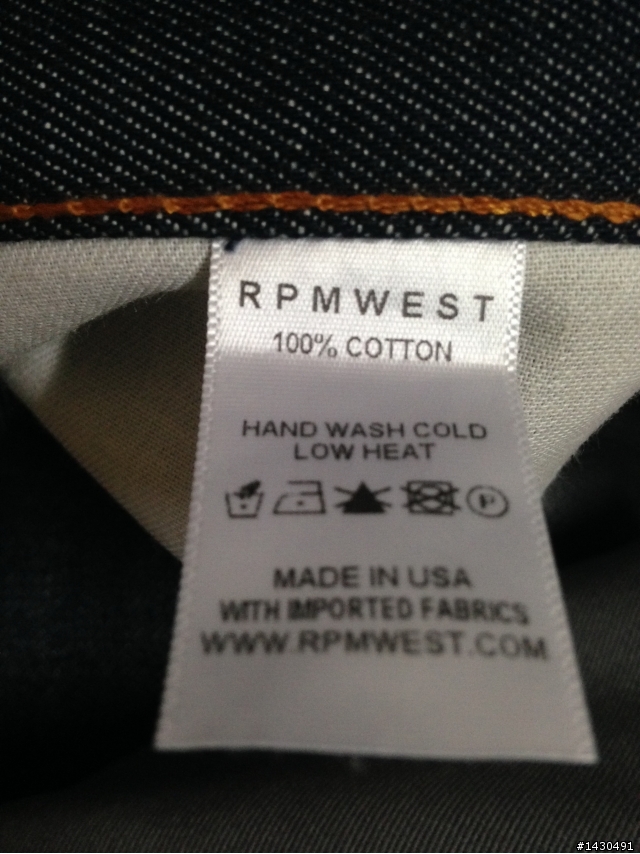 RPMWEST
100% COTTON
HAND WASH COLD
LOW HEAT
P
MADE IN USA
WITH IMPORTED FABRICS
WWW.RPMWEST.COM
#1430491